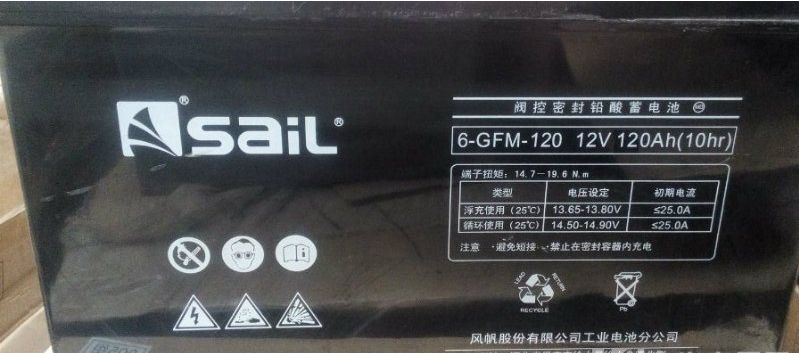 ®
sail®
阀控密封铅酸蓄电池
6-GFM-120 12V 120Ah(10hr)
端子扭矩: 14.7-19.6 N.m
类型 电压设定 初期电流
浮充使用 (25℃) 13.65-13.80V ≤25.0A
循环使用 (25℃) 14.50-14.90V ≤25.0A
注意 ·避免短接· ·禁止在密封容器内充电
LEAD RETURN
RECYCLE
Pb
风帆股份有限公司工业电池分公司